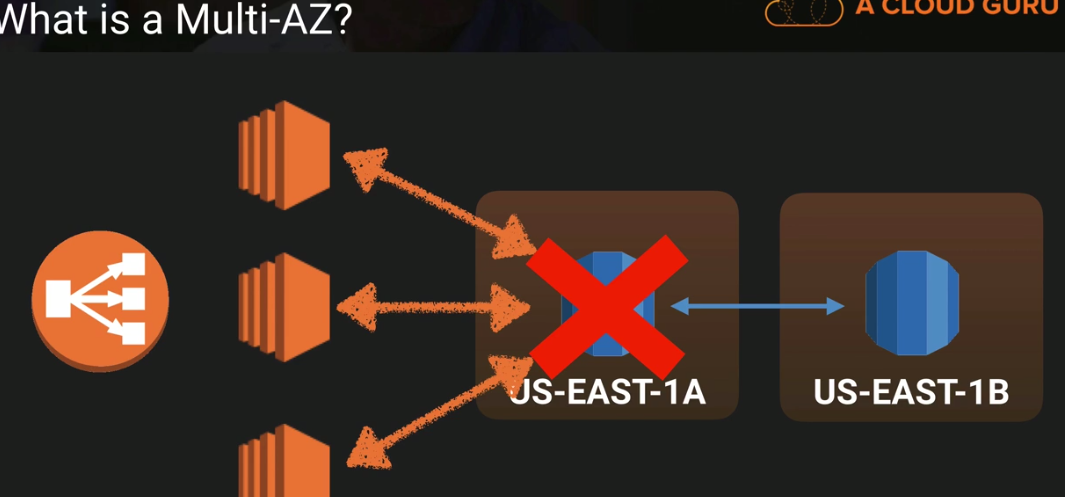 What is a Multi-AZ?
A CLOUD GURU
US-EAST-1A
US-EAST-1B